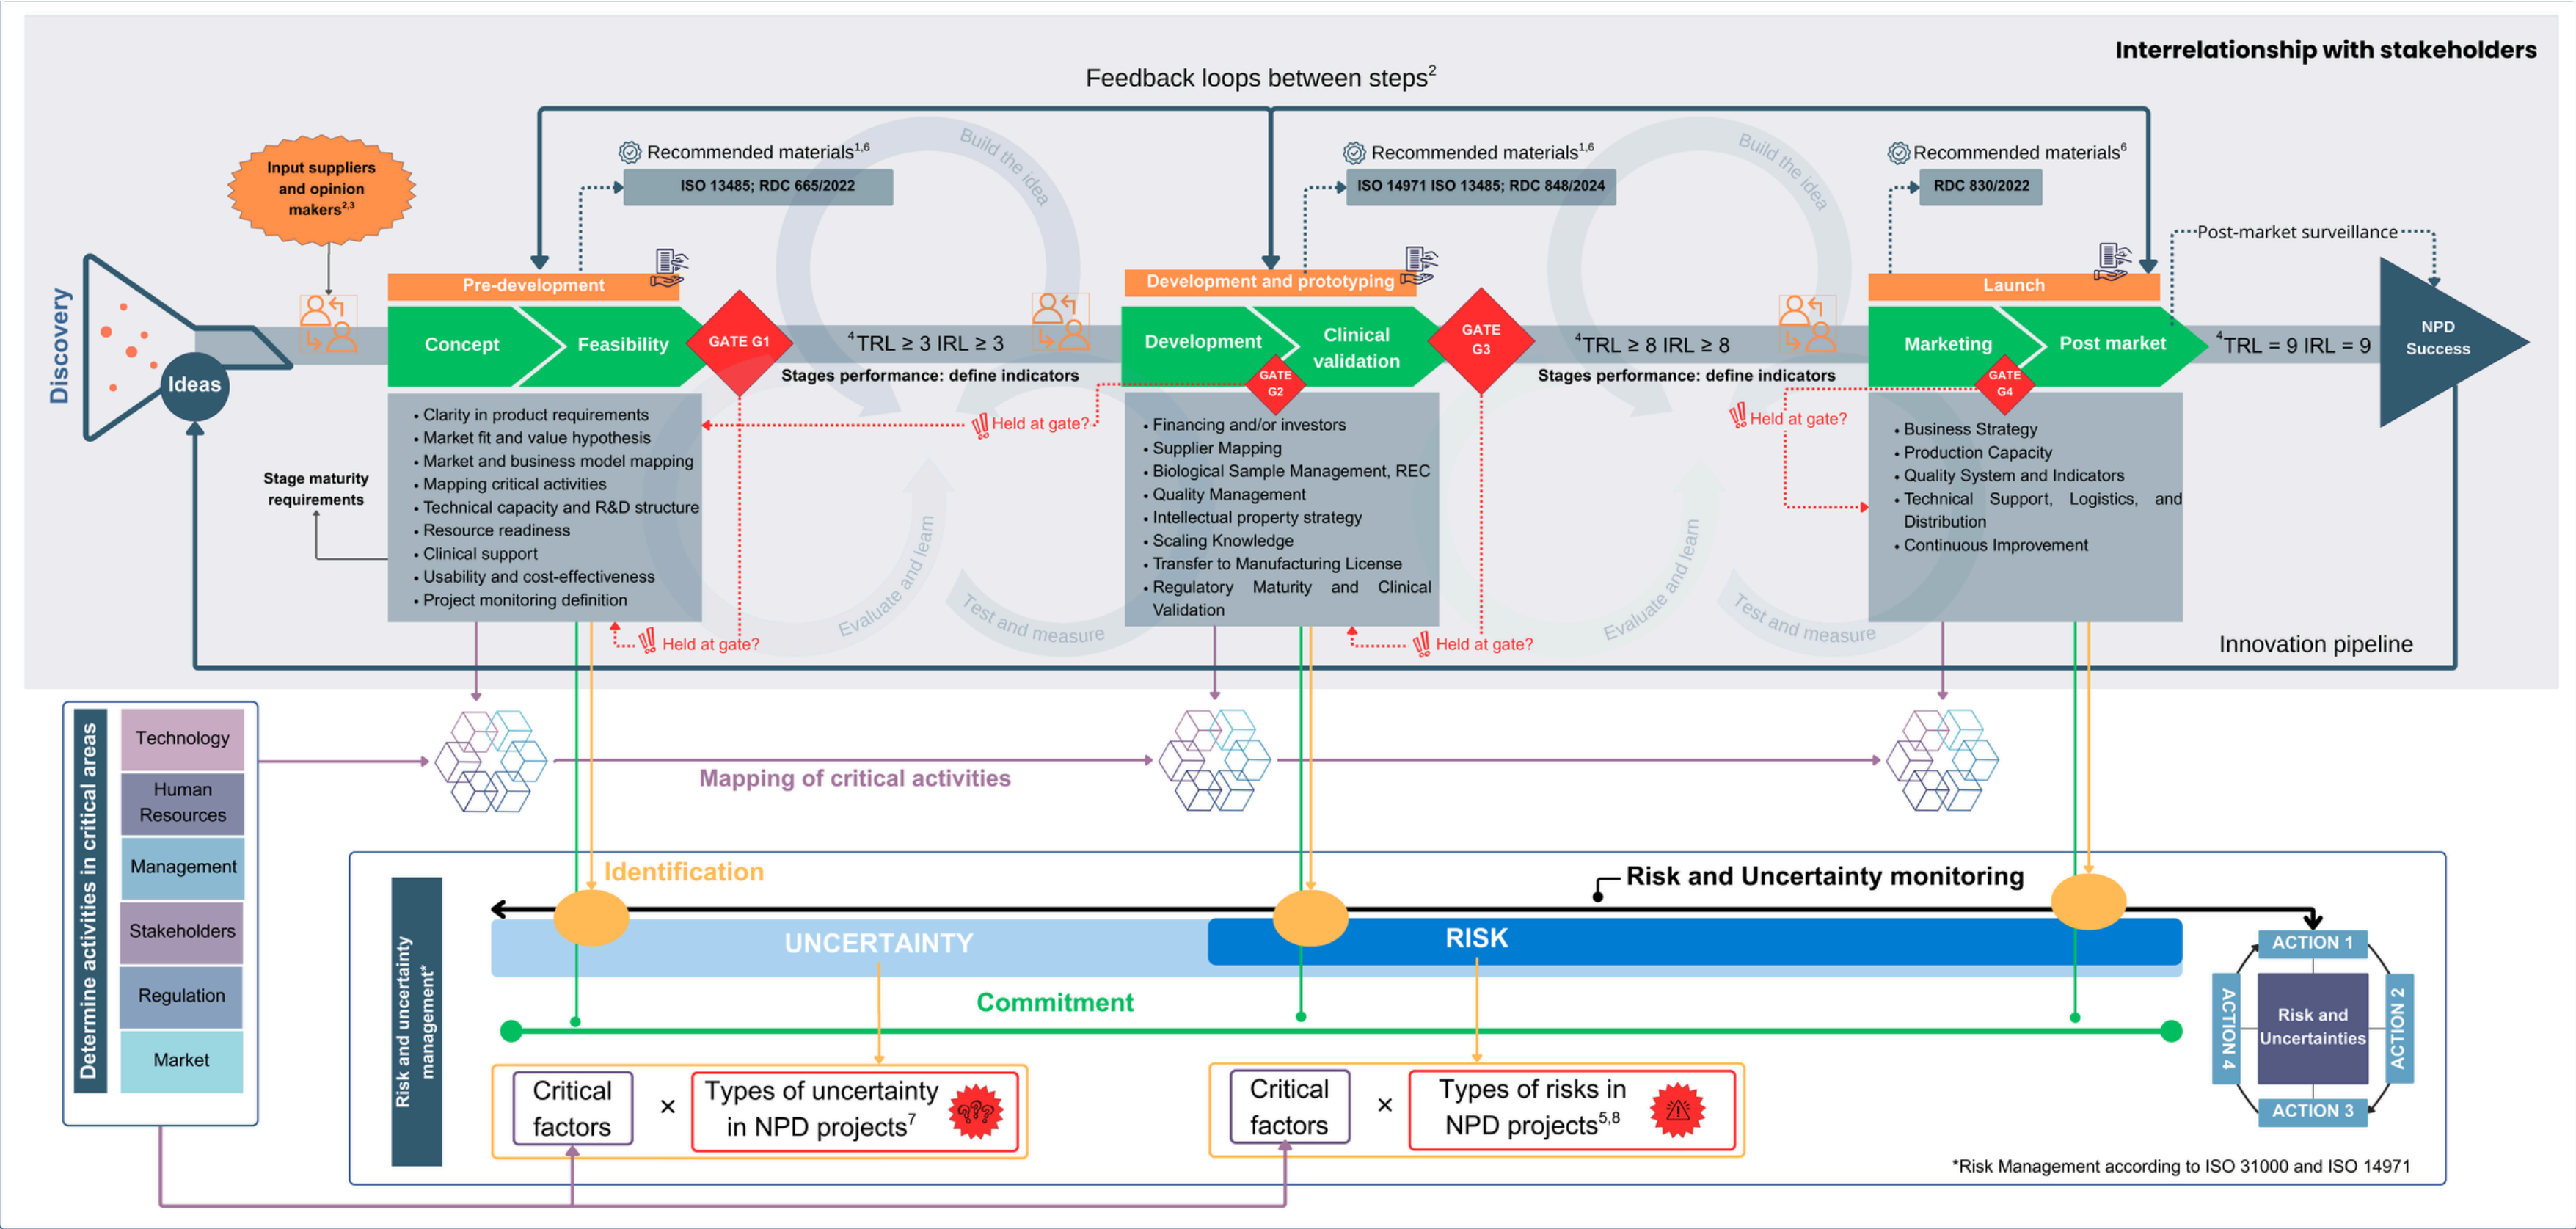 Interrelationship with stakeholders
Feedback loops between steps2
Input suppliers
and opinion
makers2,3
Recommended materials1,6
ISO 13485; RDC 665/2022
Build the idea
Recommended materials1,6
ISO 14971 ISO 13485; RDC 848/2024
Build the idea
Recommended materials6
RDC 830/2022
Post-market surveillance
Discovery
Ideas
Pre-development
Concept
Feasibility
GATE G1
4TRL ≥ 3 IRL ≥ 3
Stages performance: define indicators
Development and prototyping
Development
Clinical
validation
GATE
G2
GATE
G3
4TRL ≥ 8 IRL ≥ 8
Stages performance: define indicators
Launch
Marketing
Post market
GATE
G4
4TRL = 9 IRL = 9
NPD
Success
Stage maturity
requirements
• Clarity in product requirements
• Market fit and value hypothesis
• Market and business model mapping
• Mapping critical activities
• Technical capacity and R&D structure
• Resource readiness
• Clinical support
• Usability and cost-effectiveness
• Project monitoring definition
!! Held at gate?
!! Held at gate?
Evaluate and learn
Test and measure
• Financing and/or investors
• Supplier Mapping
• Biological Sample Management, REC
• Quality Management
• Intellectual property strategy
• Scaling Knowledge
• Transfer to Manufacturing License
• Regulatory Maturity and Clinical
Validation
!! Held at gate?
!! Held at gate?
Evaluate and learn
Test and measure
• Business Strategy
• Production Capacity
• Quality System and Indicators
• Technical Support, Logistics, and
Distribution
• Continuous Improvement
Innovation pipeline
Determine activities in critical areas
Technology
Human
Resources
Management
Stakeholders
Regulation
Market
Mapping of critical activities
Risk and uncertainty
management*
Identification
Risk and Uncertainty monitoring
UNCERTAINTY
RISK
Commitment
Critical
factors
×
Types of uncertainty
in NPD projects7
???
Critical
factors
×
Types of risks in
NPD projects5,8
ACTION 1
ACTION 2
ACTION 3
ACTION 4
Risk and
Uncertainties
*Risk Management according to ISO 31000 and ISO 14971